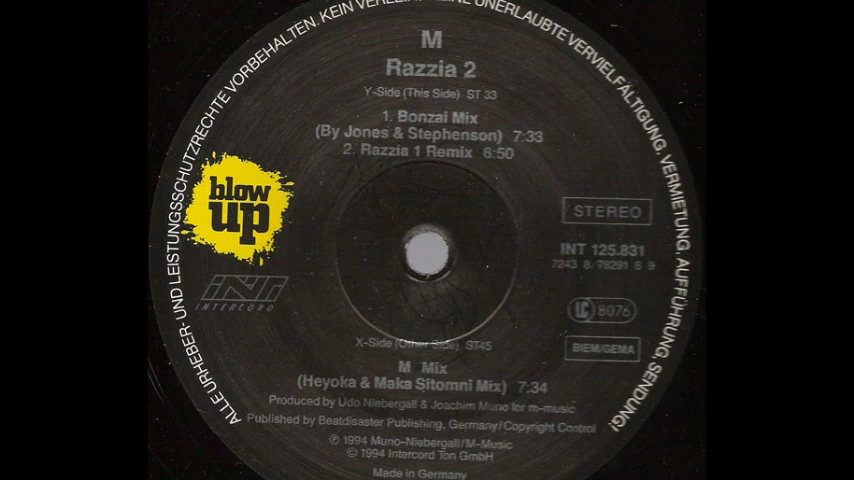 ALLE URHEBER- UND LEISTUNGSSCHUTZRECHTE VORBEHALTEN. KEIN UNERLAUBTE VERVIELFÄLTIGUNG, VERMIETUNG, AUFFÜHRUNG, SENDUNG!
M
Razzia 2
Y-Side (This Side) ST 33
1. Bonzai Mix
(By Jones & Stephenson) 7:33
2. Razzia 1 Remix 6:50
blow
up
STEREO
INT 125.831
7243 8/78291 6 9
INT
INTERCORD
LC 8076
X-Side (Other Side) ST45
BIEM/GEMA
M Mix
(Heyoka & Maka Sitomni Mix) 7:34
Produced by Udo Niebergall & Joachim Muno for m-music
Published by Beatdisaster Publishing, Germany/Copyright Control
℗ 1994 Muno-Niebergall/M-Music
© 1994 Intercord Ton GmbH
Made in Germany